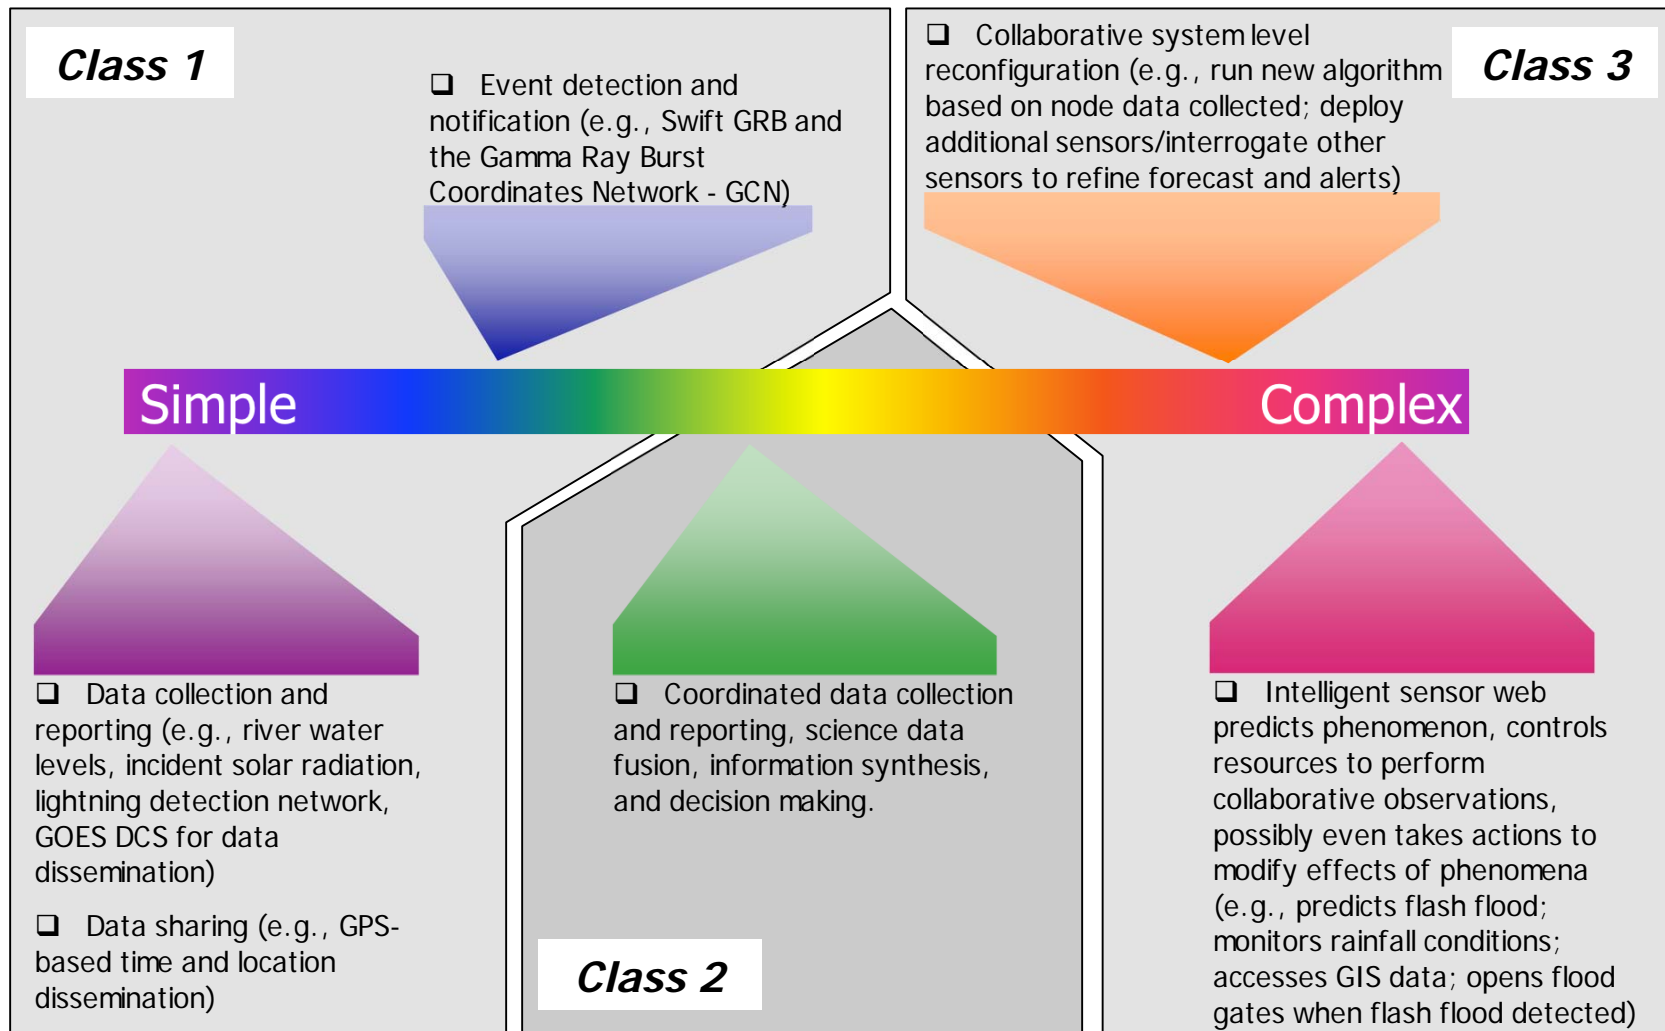 Class 1
❑ Event detection and
notification (e.g., Swift GRB and
the Gamma Ray Burst
Coordinates Network - GCN)
❑ Collaborative system level
reconfiguration (e.g., run new algorithm
based on node data collected; deploy
additional sensors/interrogate other
sensors to refine forecast and alerts)
Class 3
Simple
Complex
❑ Data collection and
reporting (e.g., river water
levels, incident solar radiation,
lightning detection network,
GOES DCS for data
dissemination)
❑ Data sharing (e.g., GPS-
based time and location
dissemination)
❑ Coordinated data collection
and reporting, science data
fusion, information synthesis,
and decision making.
Class 2
❑ Intelligent sensor web
predicts phenomenon, controls
resources to perform
collaborative observations,
possibly even takes actions to
modify effects of phenomena
(e.g., predicts flash flood;
monitors rainfall conditions;
accesses GIS data; opens flood
gates when flash flood detected)